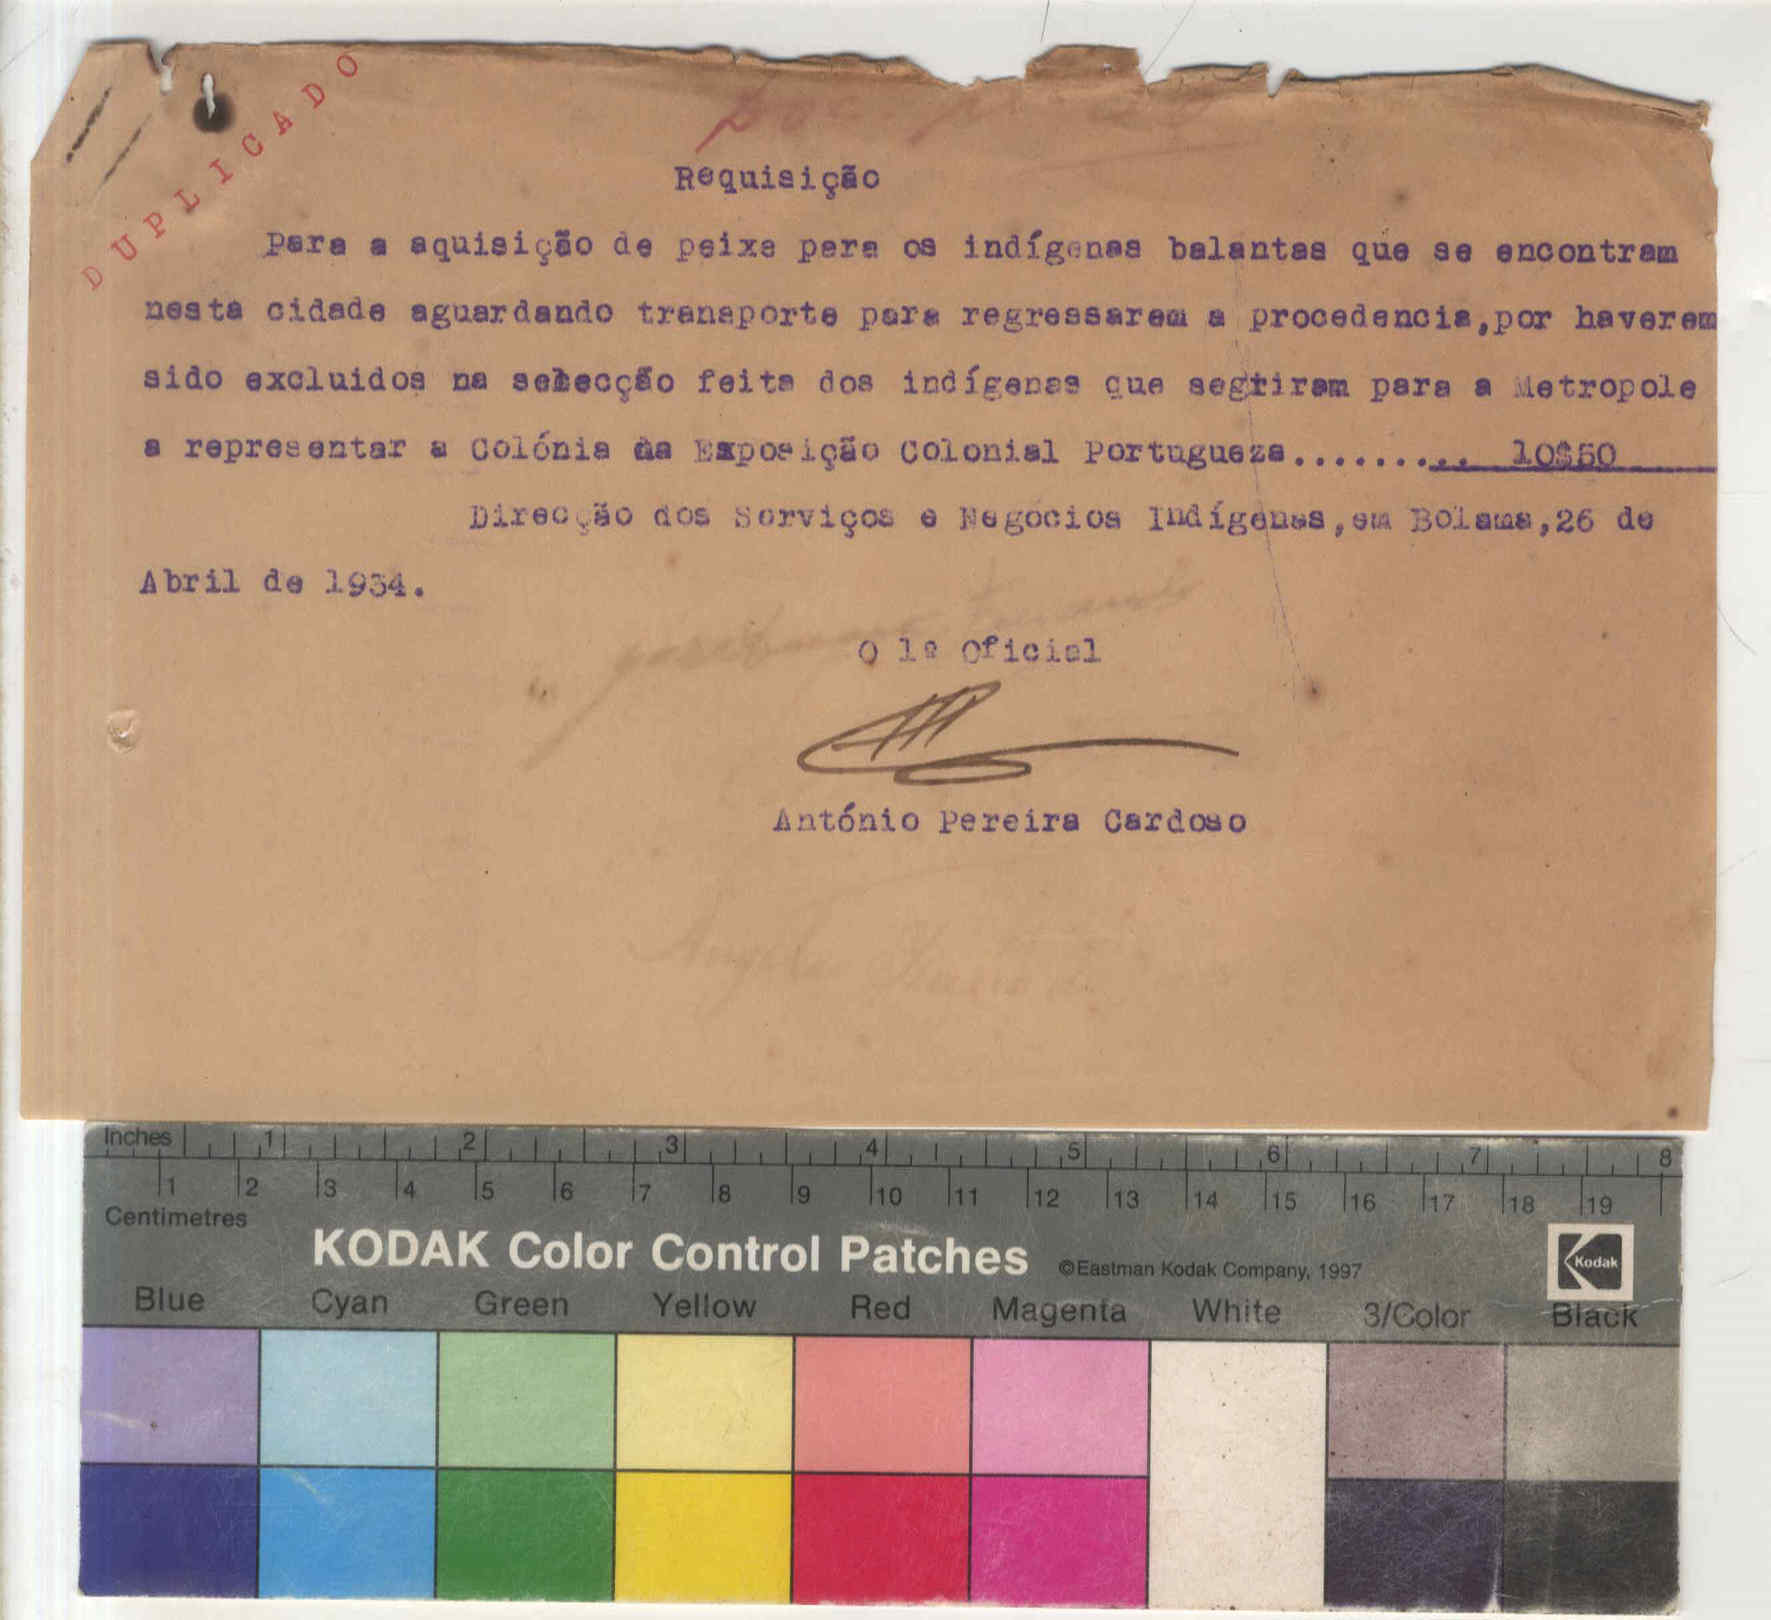 DUPLICADO
Doc.
Requisição
Para a aquisição de peixe para os indígenas balantas que se encontram
nesta cidade aguardando transporte para regressarem a procedencia,por haverem
sido excluidos na selecção feita dos indígenas que seguiram para a Metropole
a representar a Colónia na Exposição Colonial Portugueza.......... 10$50
Direcção dos Serviços e Negócios Indígenas,em Bolama,26 de
Abril de 1934.
O 1º Oficial
António Pereira Cardoso
Inches 1 2 3 4 5 6 7 8
1 2 3 4 5 6 7 8 9 10 11 12 13 14 15 16 17 18 19
Centimetres
KODAK Color Control Patches ©Eastman Kodak Company, 1997 Kodak
Blue Cyan Green Yellow Red Magenta White 3/Color Black